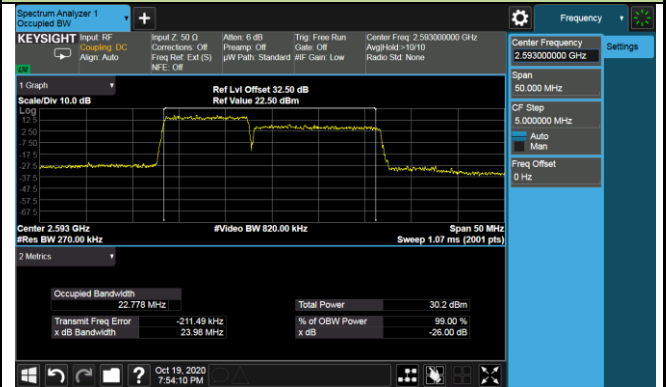 Spectrum Analyzer 1
Occupied BW
Frequency
KEYSIGHT
Input: RF
Coupling: DC
Align: Auto
Input Z: 50 Ω
Corrections: Off
Freq Ref: Ext (S)
NFE: Off
Atten: 6 dB
Preamp: Off
µW Path: Standard
Trig: Free Run
Gate: Off
#IF Gain: Low
Center Freq: 2.593000000 GHz
Avg|Hold:>10/10
Radio Std: None
Center Frequency
2.593000000 GHz
Settings
Span
50.000 MHz
CF Step
5.000000 MHz
Auto
Man
Freq Offset
0 Hz
1 Graph
Scale/Div 10.0 dB
Ref Lvl Offset 32.50 dB
Ref Value 22.50 dBm
Log
12.5
2.50
-7.50
-17.5
-27.5
-37.5
-47.5
-57.5
-67.5
Center 2.593 GHz
#Res BW 270.00 kHz
#Video BW 820.00 kHz
Span 50 MHz
Sweep 1.07 ms (2001 pts)
2 Metrics
Occupied Bandwidth
22.778 MHz
Total Power 30.2 dBm
Transmit Freq Error -211.49 kHz
% of OBW Power 99.00 %
x dB Bandwidth 23.98 MHz
x dB -26.00 dB
Oct 19, 2020
7:54:10 PM